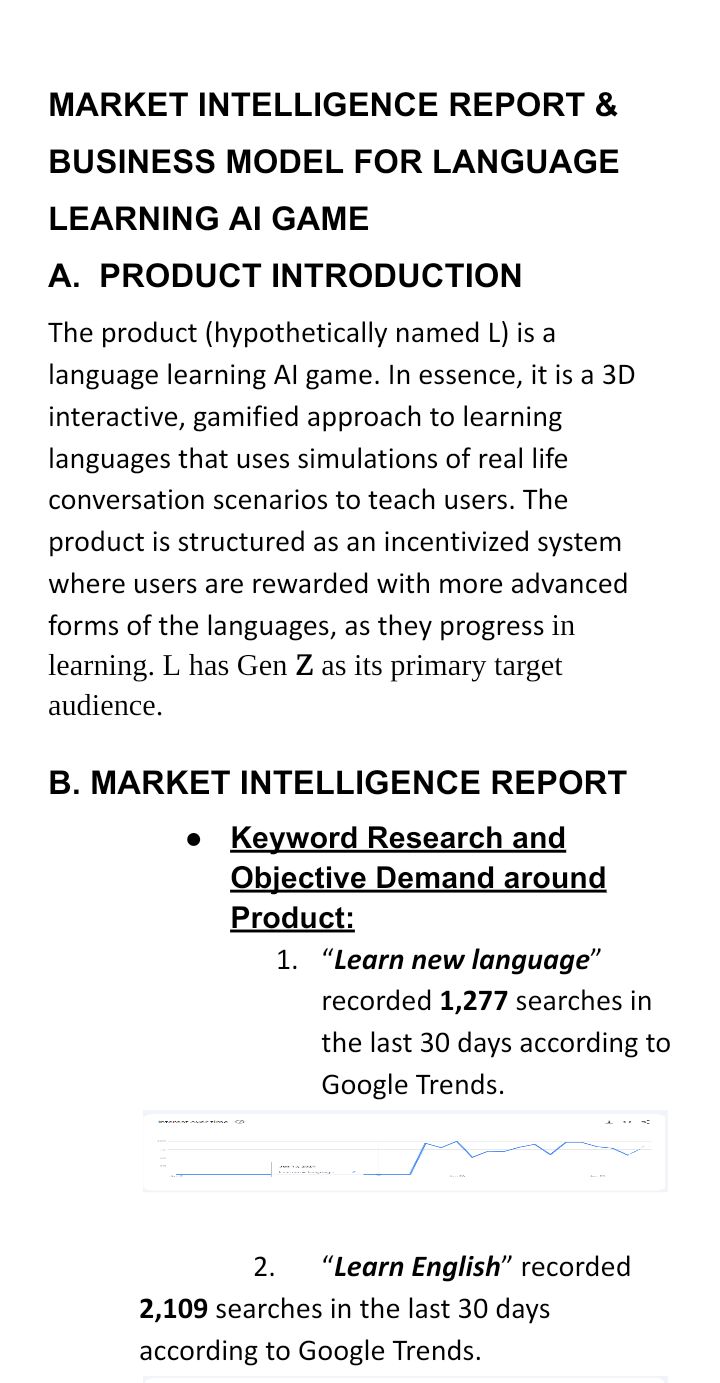 MARKET INTELLIGENCE REPORT &
BUSINESS MODEL FOR LANGUAGE
LEARNING AI GAME
A. PRODUCT INTRODUCTION
The product (hypothetically named L) is a
language learning AI game. In essence, it is a 3D
interactive, gamified approach to learning
languages that uses simulations of real life
conversation scenarios to teach users. The
product is structured as an incentivized system
where users are rewarded with more advanced
forms of the languages, as they progress in
learning. L has Gen Z as its primary target
audience.
B. MARKET INTELLIGENCE REPORT
● Keyword Research and
Objective Demand around
Product:
1. “Learn new language”
recorded 1,277 searches in
the last 30 days according to
Google Trends.
2. “Learn English” recorded
2,109 searches in the last 30 days
according to Google Trends.